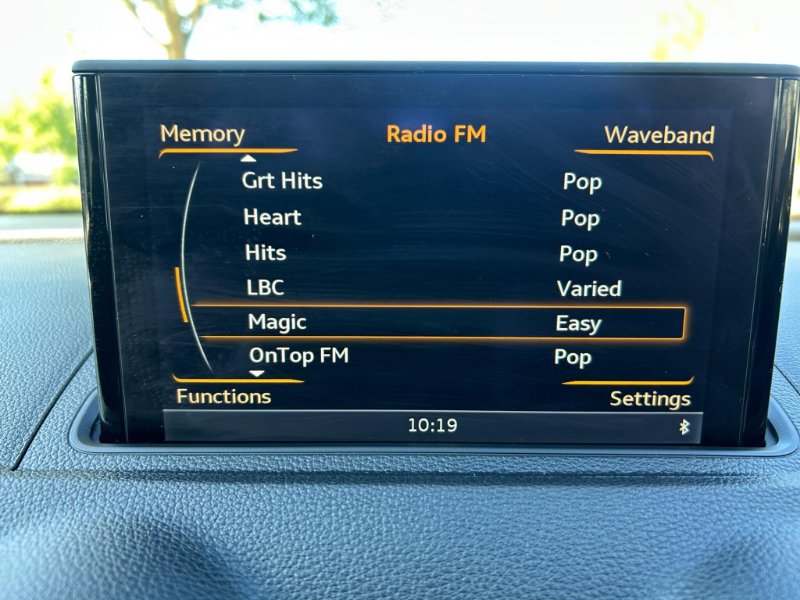 Memory Radio FM Waveband
Grt Hits Pop
Heart Pop
Hits Pop
LBC Varied
Magic Easy
OnTop FM Pop
Functions Settings
10:19